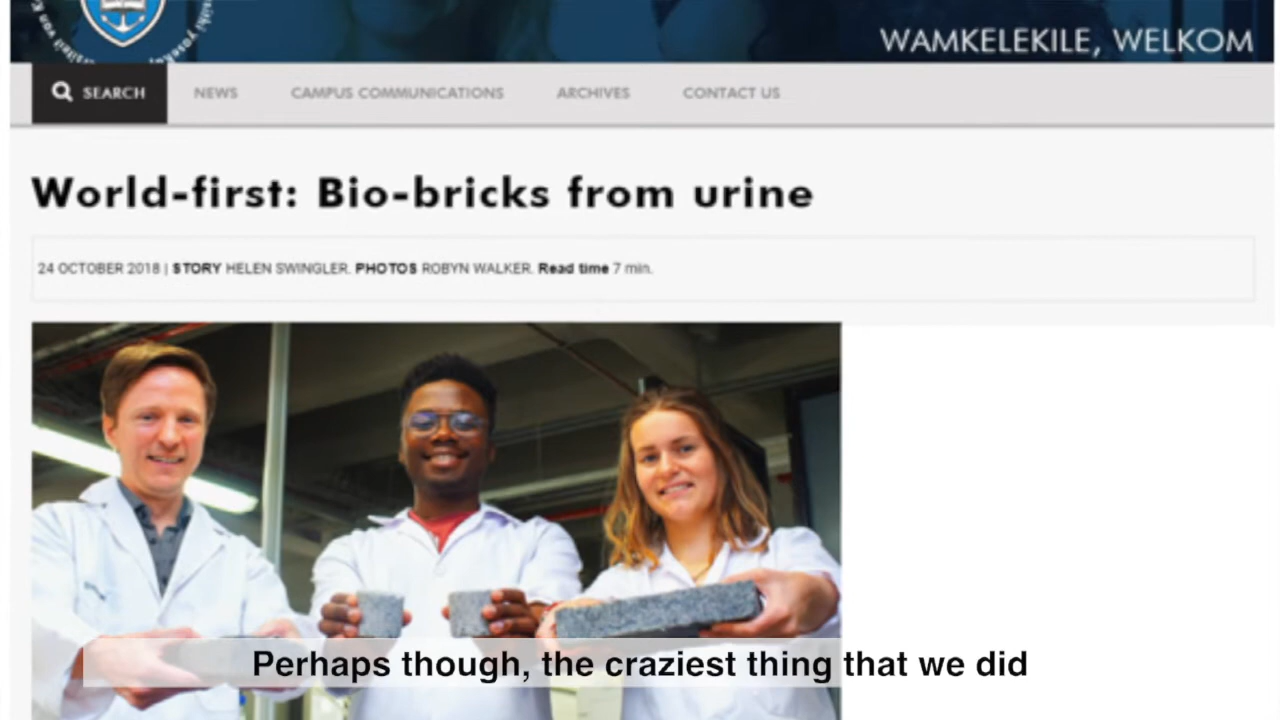 WAMKELEKILE, WELKOM
SEARCH NEWS CAMPUS COMMUNICATIONS ARCHIVES CONTACT US
World-first: Bio-bricks from urine
24 OCTOBER 2018 | STORY HELEN SWINGLER. PHOTOS ROBYN WALKER. Read time 7 min.
Perhaps though, the craziest thing that we did